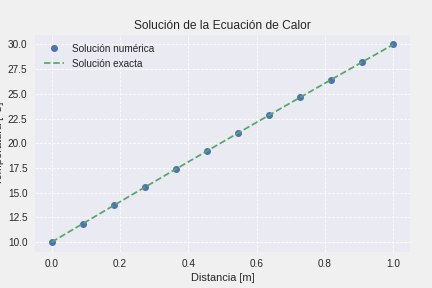 Solución de la Ecuación de Calor
Solución numérica
Solución exacta
30.0
27.5
25.0
22.5
20.0
17.5
15.0
12.5
10.0
0.0 0.2 0.4 0.6 0.8 1.0
Distancia [m]